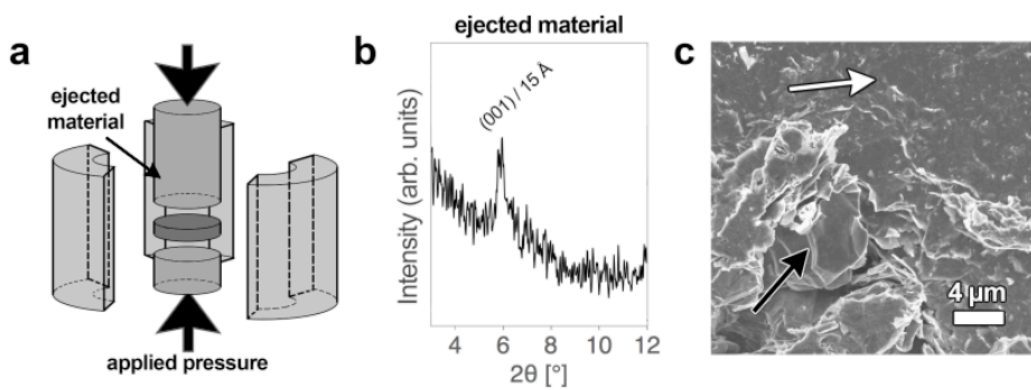 a
ejected
material
applied pressure
b
ejected material
(001) / 15 Å
Intensity (arb. units)
4 6 8 10 12
2θ [°]
c
4 µm